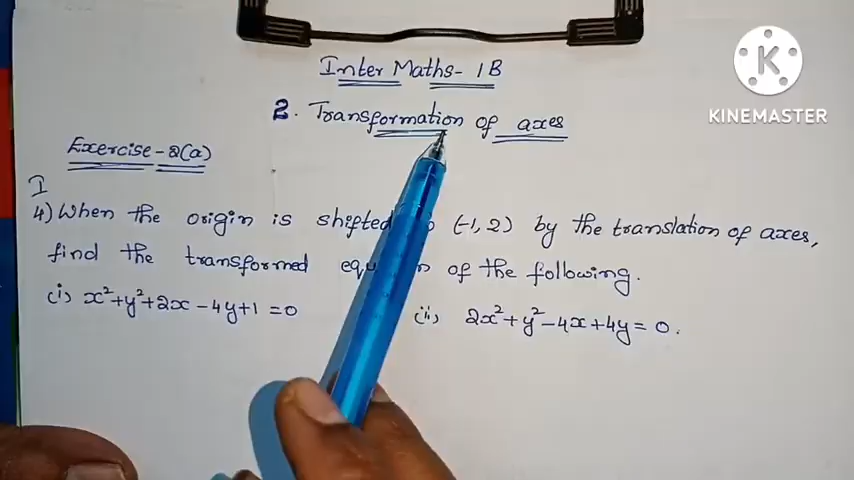 Inter Maths - 1B
2. Transformation of axes
Exercise - 2(a)
I
4) When the origin is shifted (-1, 2) by the translation of axes,
find the transformed of the following.
(i) x²+y²+2x-4y+1=0 (ii) 2x²+y²-4x+4y=0.
K
KINEMASTER